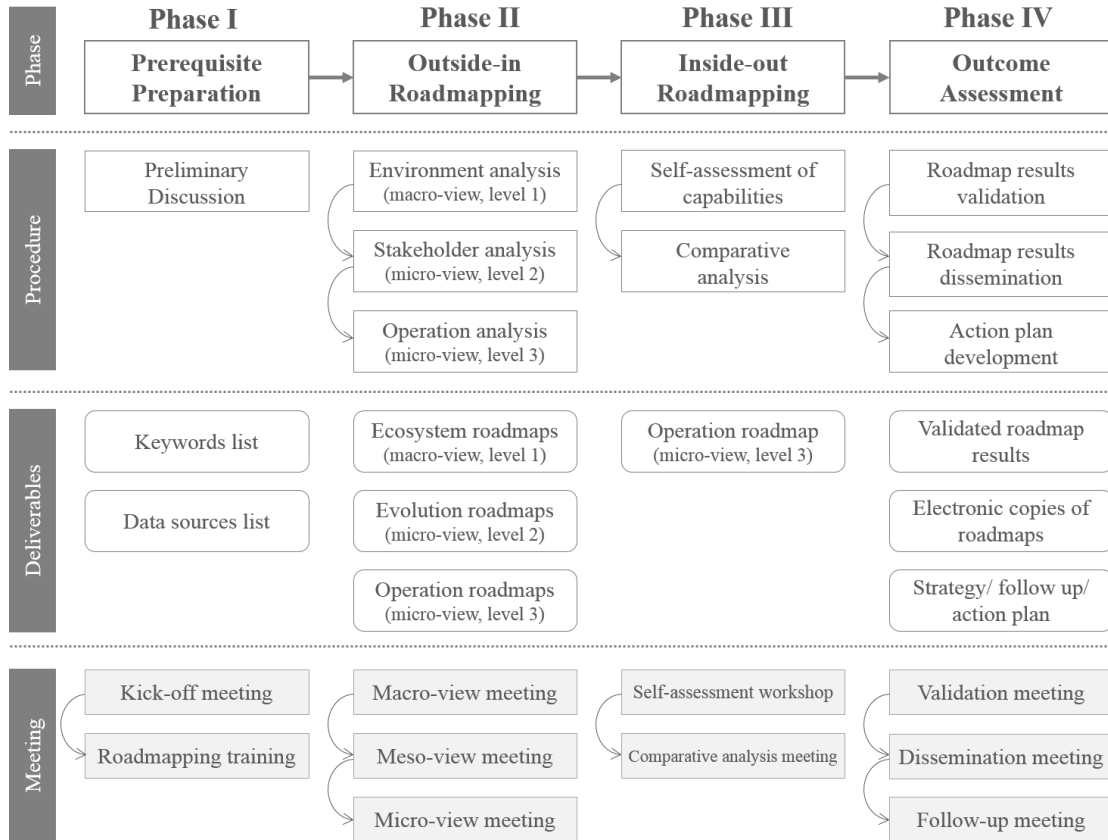 Phase
Phase I
Phase II
Phase III
Phase IV
Prerequisite
Preparation
Outside-in
Roadmapping
Inside-out
Roadmapping
Outcome
Assessment
Procedure
Preliminary
Discussion
Environment analysis
(macro-view, level 1)
Stakeholder analysis
(micro-view, level 2)
Operation analysis
(micro-view, level 3)
Self-assessment of
capabilities
Comparative
analysis
Roadmap results
validation
Roadmap results
dissemination
Action plan
development
Deliverables
Keywords list
Data sources list
Ecosystem roadmaps
(macro-view, level 1)
Evolution roadmaps
(micro-view, level 2)
Operation roadmaps
(micro-view, level 3)
Operation roadmap
(micro-view, level 3)
Validated roadmap
results
Electronic copies of
roadmaps
Strategy/ follow up/
action plan
Meeting
Kick-off meeting
Roadmapping training
Macro-view meeting
Meso-view meeting
Micro-view meeting
Self-assessment workshop
Comparative analysis meeting
Validation meeting
Dissemination meeting
Follow-up meeting